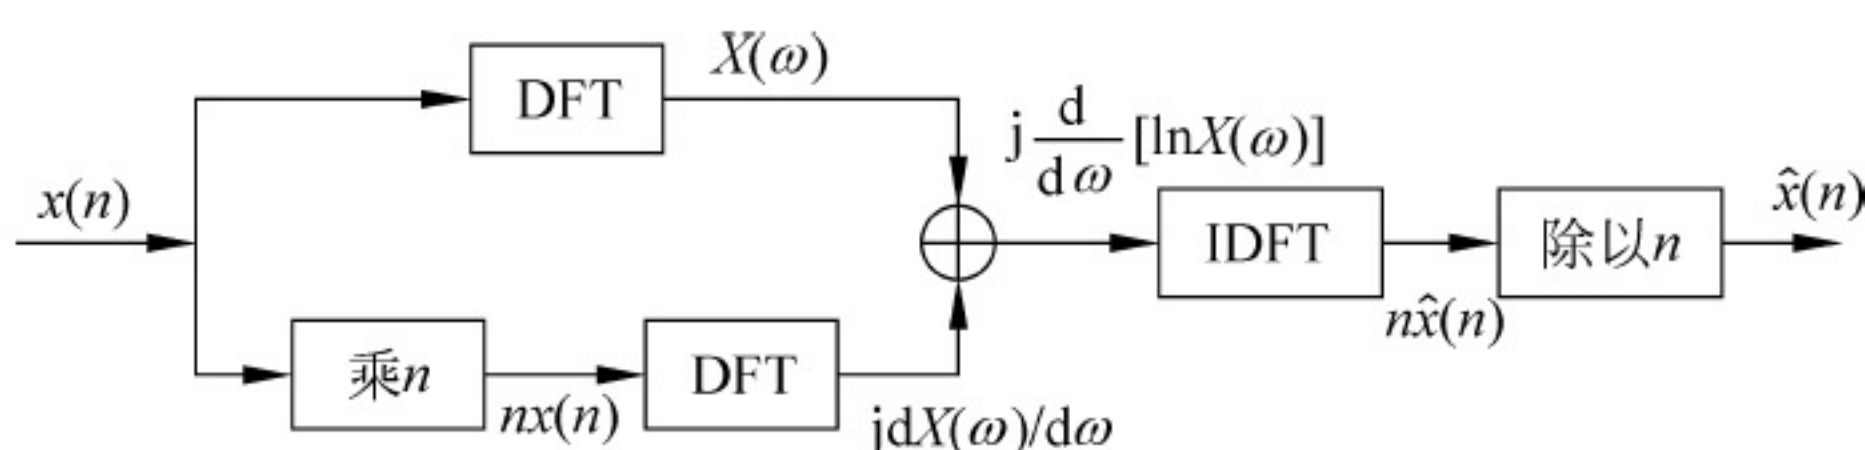 x(n)
DFT
X(ω)
乘n
nx(n)
DFT
jdX(ω)/dω
j d/dω [lnX(ω)]
IDFT
nx̂(n)
除以n
x̂(n)